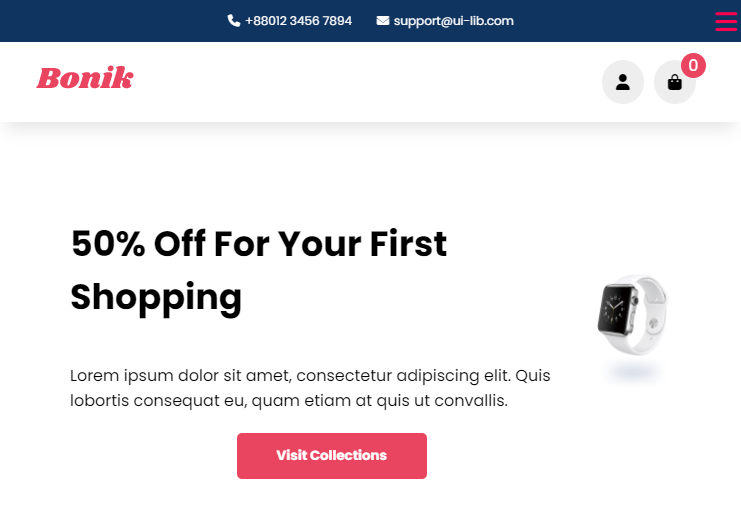 +88012 3456 7894 support@ui-lib.com
Bonik
0
50% Off For Your First
Shopping
Lorem ipsum dolor sit amet, consectetur adipiscing elit. Quis
lobortis consequat eu, quam etiam at quis ut convallis.
Visit Collections